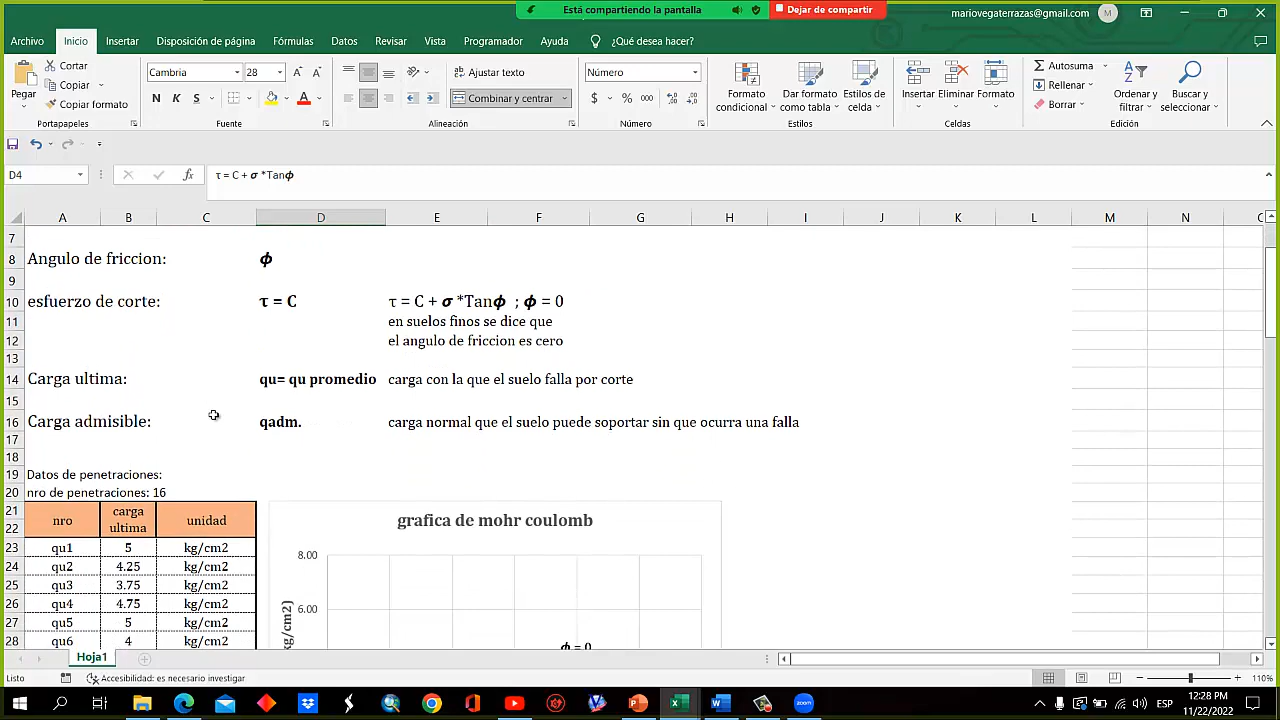 Está compartiendo la pantalla
Dejar de compartir
mariovegaterrazas@gmail.com M
Archivo Inicio Insertar Disposición de página Fórmulas Datos Revisar Vista Programador Ayuda ¿Qué desea hacer?
Pegar
Cortar
Copiar
Copiar formato
Portapapeles
Cambria 28 A A
N K S A
Fuente
Ajustar texto
Combinar y centrar
Alineación
Número
$ % 000
Número
Formato condicional
Dar formato como tabla
Estilos de celda
Estilos
Insertar Eliminar Formato
Celdas
Autosuma
Rellenar
Borrar
Ordenar y filtrar
Buscar y seleccionar
Edición
D4 fx τ = C + σ *Tanϕ
A B C D E F G H I J K L M N
7
8 Angulo de friccion: ϕ
9
10 esfuerzo de corte: τ = C τ = C + σ *Tanϕ ; ϕ = 0
11 en suelos finos se dice que
12 el angulo de friccion es cero
13
14 Carga ultima: qu= qu promedio carga con la que el suelo falla por corte
15
16 Carga admisible: qadm. carga normal que el suelo puede soportar sin que ocurra una falla
17
18
19 Datos de penetraciones:
20 nro de penetraciones: 16
21 nro carga unidad
22 ultima
23 qu1 5 kg/cm2
24 qu2 4.25 kg/cm2
25 qu3 3.75 kg/cm2
26 qu4 4.75 kg/cm2
27 qu5 5 kg/cm2
28 qu6 4 kg/cm2
grafica de mohr coulomb
8.00
6.00
kg/cm2)
ϕ = 0
Hoja1
Listo Accesibilidad: es necesario investigar 110%
ESP
12:28 PM
11/22/2022